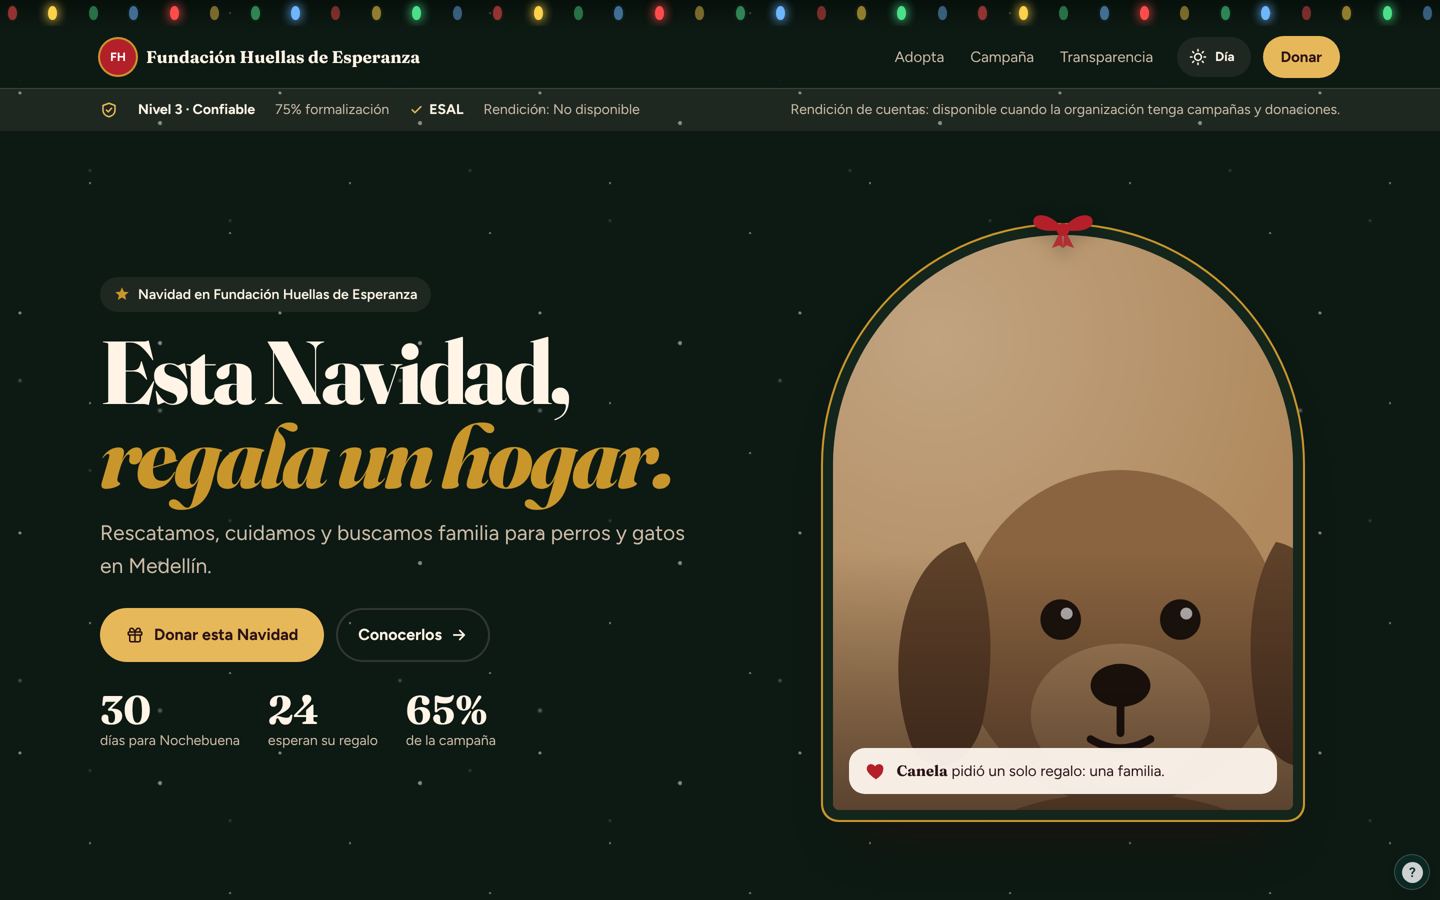 FH
Fundación Huellas de Esperanza
Adopta
Campaña
Transparencia
Día
Donar
Nivel 3 · Confiable
75% formalización
ESAL
Rendición: No disponible
Rendición de cuentas: disponible cuando la organización tenga campañas y donaciones.
Navidad en Fundación Huellas de Esperanza
Esta Navidad,
regala un hogar.
Rescatamos, cuidamos y buscamos familia para perros y gatos
en Medellín.
Donar esta Navidad
Conocerlos
30
días para Nochebuena
24
esperan su regalo
65%
de la campaña
Canela pidió un solo regalo: una familia.
?